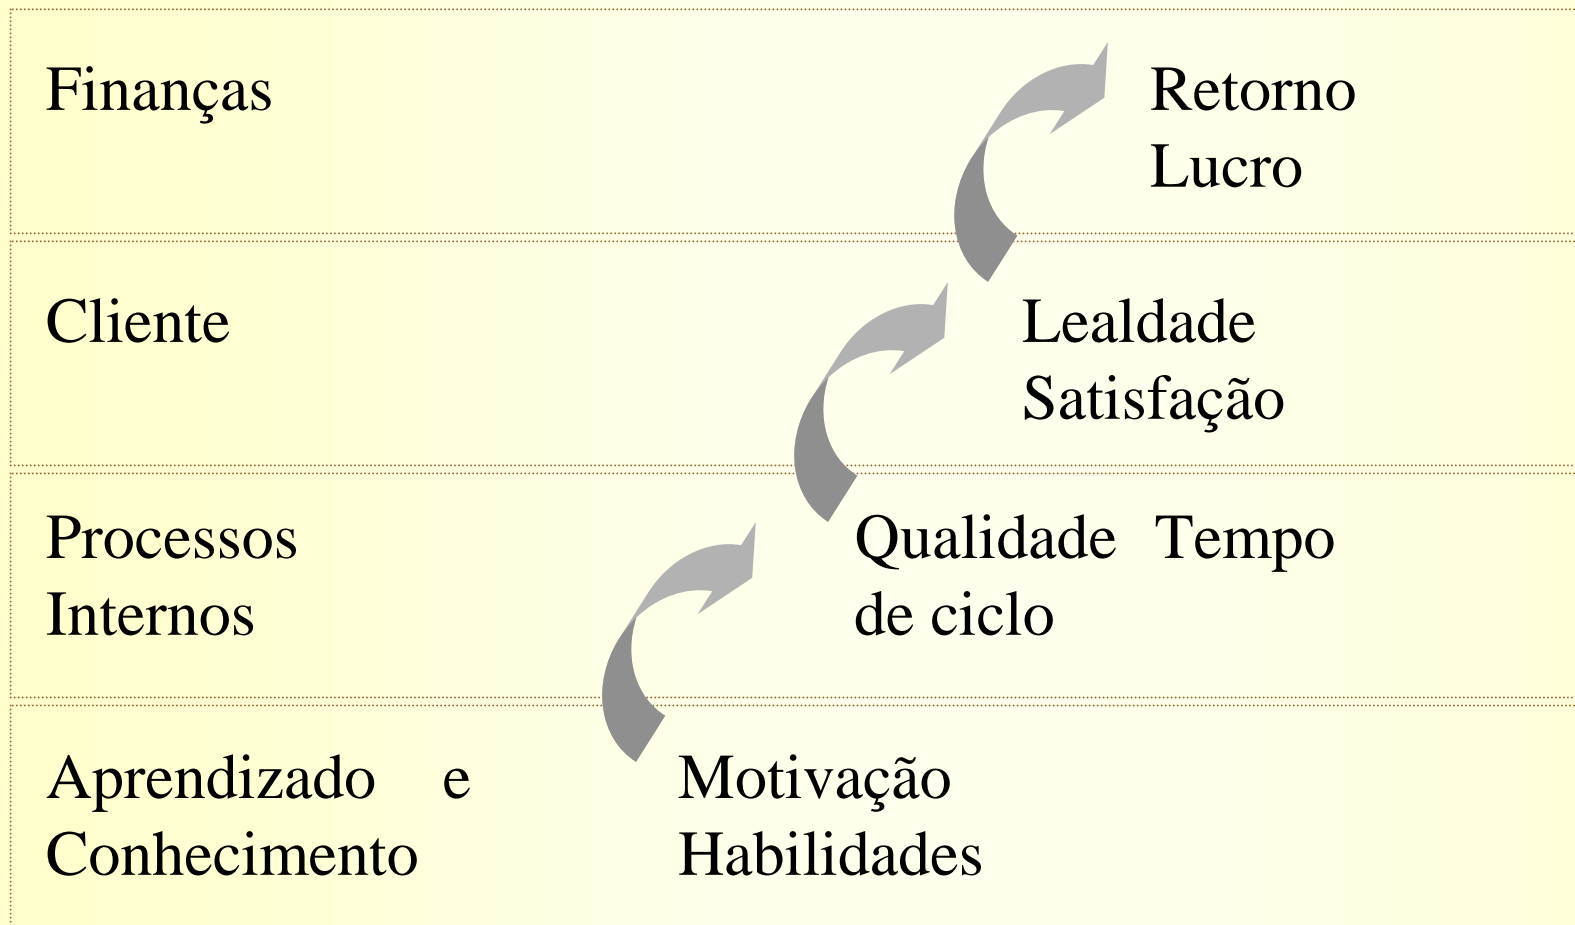 Finanças
Retorno
Lucro
Cliente
Lealdade
Satisfação
Processos
Internos
Qualidade Tempo
de ciclo
Aprendizado e
Conhecimento
Motivação
Habilidades